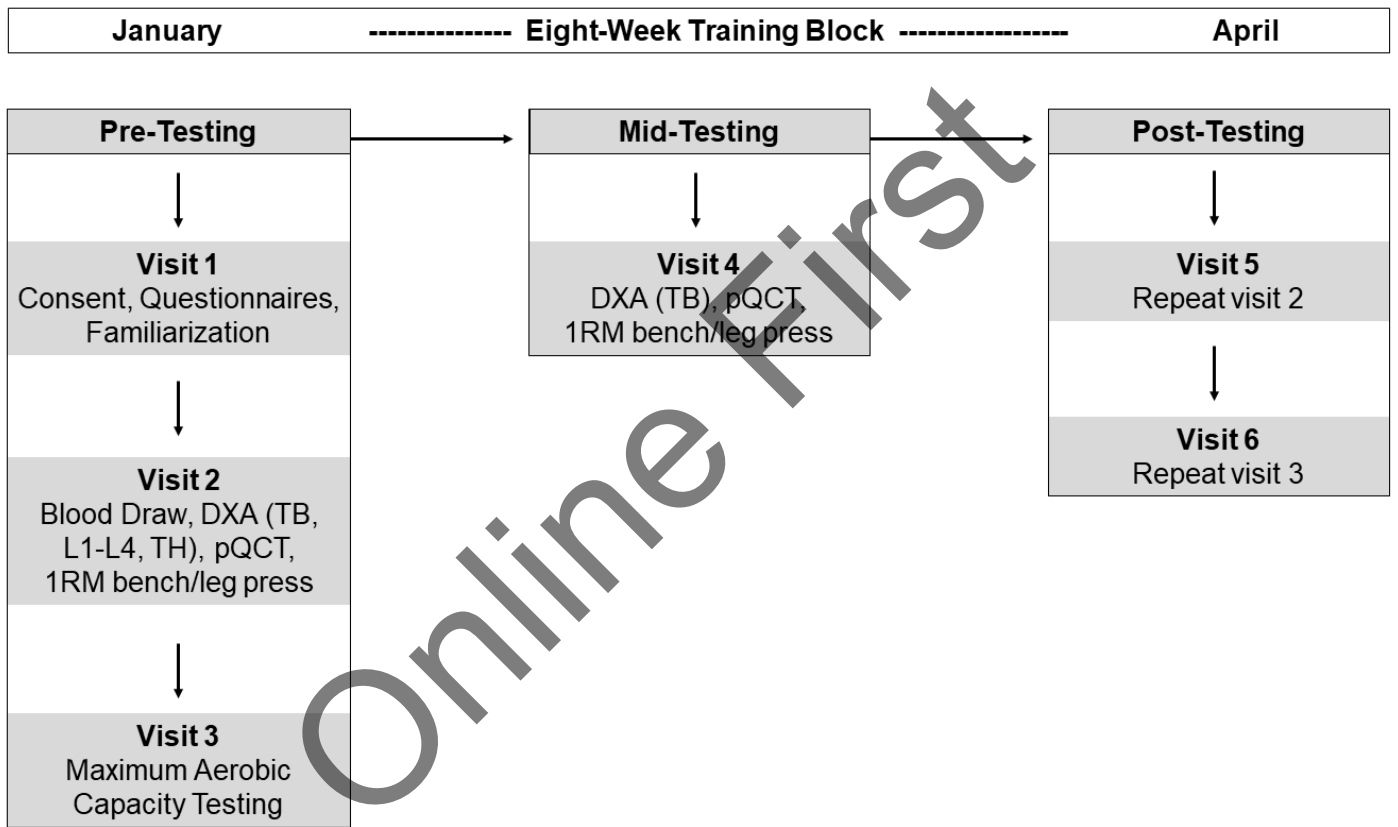 January --------------- Eight-Week Training Block ------------------ April
Pre-Testing
Visit 1
Consent, Questionnaires,
Familiarization
Visit 2
Blood Draw, DXA (TB,
L1-L4, TH), pQCT,
1RM bench/leg press
Visit 3
Maximum Aerobic
Capacity Testing
Mid-Testing
Visit 4
DXA (TB), pQCT,
1RM bench/leg press
Post-Testing
Visit 5
Repeat visit 2
Visit 6
Repeat visit 3
Online First